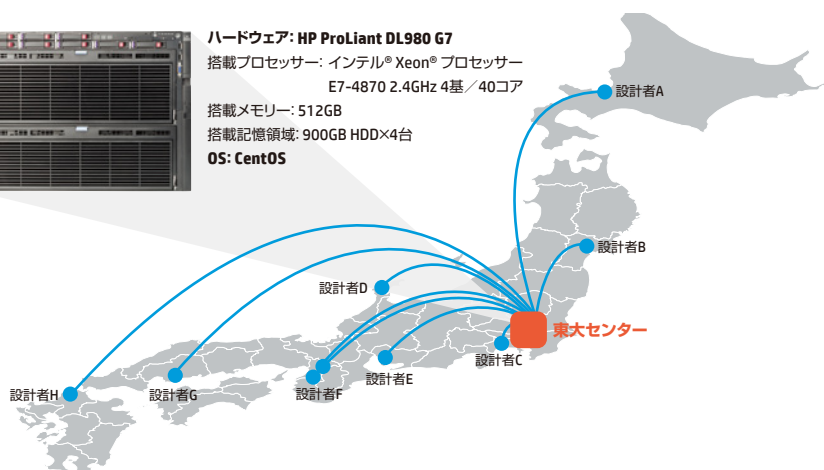 ハードウェア: HP ProLiant DL980 G7
搭載プロセッサー: インテル® Xeon® プロセッサー
E7-4870 2.4GHz 4基／40コア
搭載メモリー: 512GB
搭載記憶領域: 900GB HDD×4台
OS: CentOS
設計者A
設計者B
設計者D
東大センター
設計者C
設計者E
設計者H
設計者G
設計者F